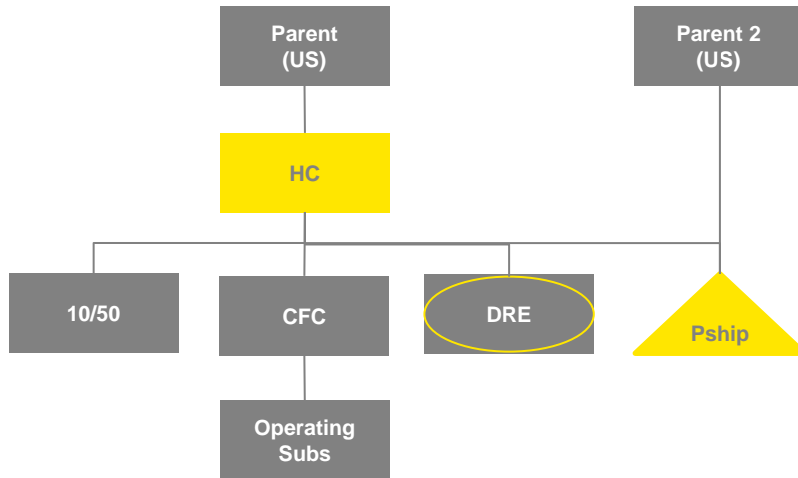 Parent
(US)
Parent 2
(US)
HC
10/50
CFC
DRE
Pship
Operating
Subs